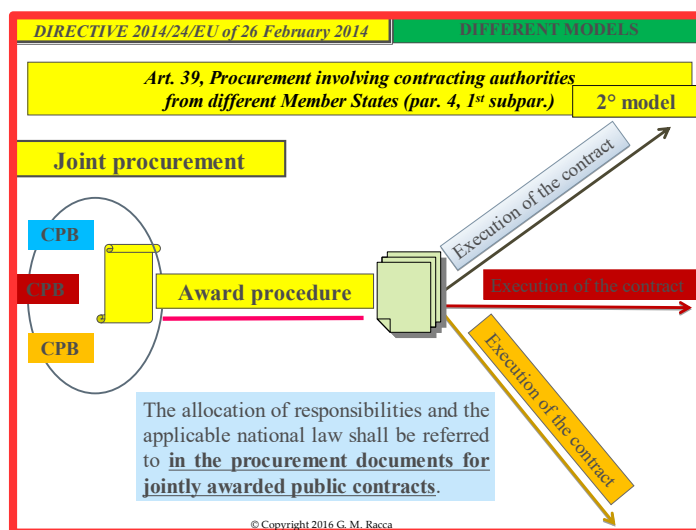 DIRECTIVE 2014/24/EU of 26 February 2014
DIFFERENT MODELS
Art. 39, Procurement involving contracting authorities
from different Member States (par. 4, 1st subpar.)
2° model
Joint procurement
Execution of the contract
CPB
CPB
Award procedure
Execution of the contract
CPB
Execution of the contract
The allocation of responsibilities and the
applicable national law shall be referred
to in the procurement documents for
jointly awarded public contracts.
© Copyright 2016 G. M. Racca